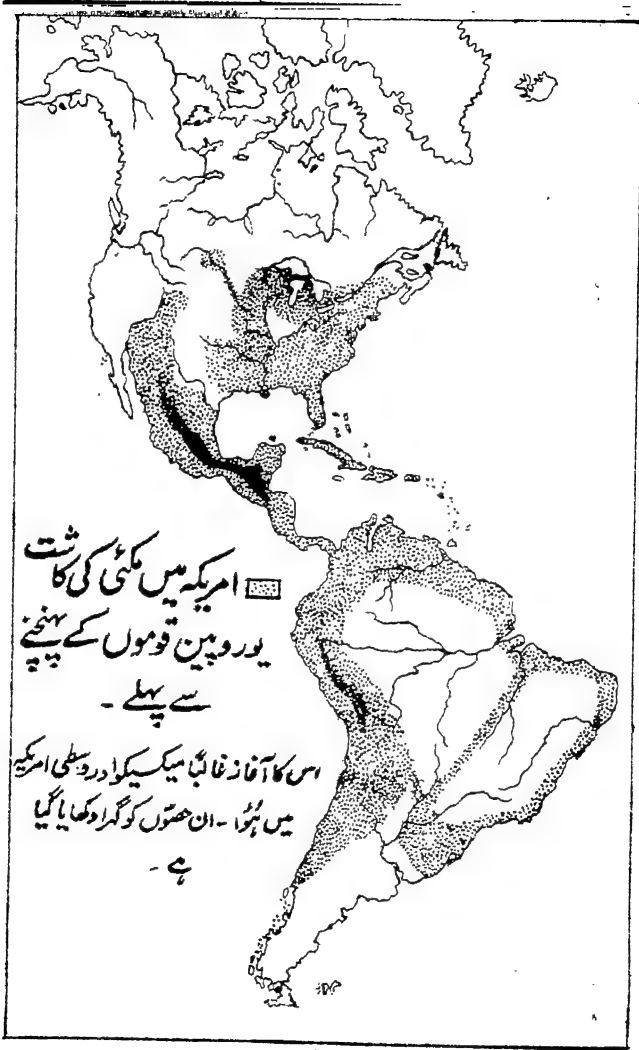 امریکہ میں مکئی کی کاشت
یوروپین قوموں کے پہنچنے
سے پہلے ۔
اس کا آغاز غالباً میکسیکو اور وسطی امریکہ
میں ہُوا ۔ ان حصّوں کو گہرا دکھایا گیا
ہے ۔